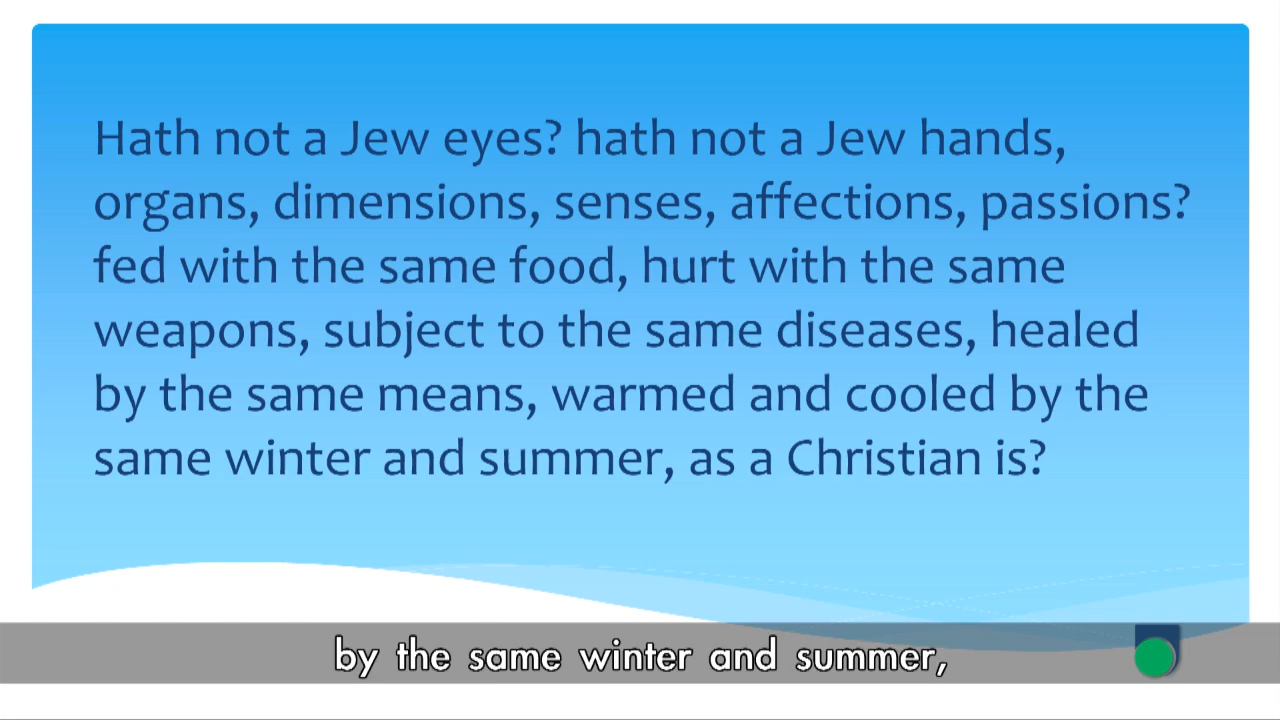 Hath not a Jew eyes? hath not a Jew hands,
organs, dimensions, senses, affections, passions?
fed with the same food, hurt with the same
weapons, subject to the same diseases, healed
by the same means, warmed and cooled by the
same winter and summer, as a Christian is?
by the same winter and summer,